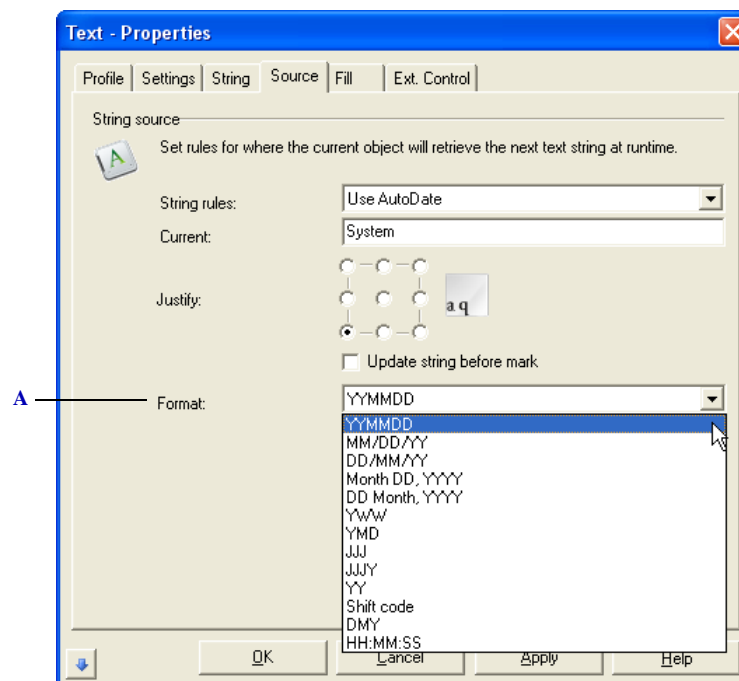 Text - Properties
Profile Settings String Source Fill Ext. Control
String source
A
Set rules for where the current object will retrieve the next text string at runtime.
String rules: Use AutoDate
Current: System
Justify: a q
Update string before mark
A Format: YYMMDD
YYMMDD
MM/DD/YY
DD/MM/YY
Month DD, YYYY
DD Month, YYYY
YWW
YMD
JJJ
JJJY
YY
Shift code
DMY
HH:MM:SS
OK Cancel Apply Help